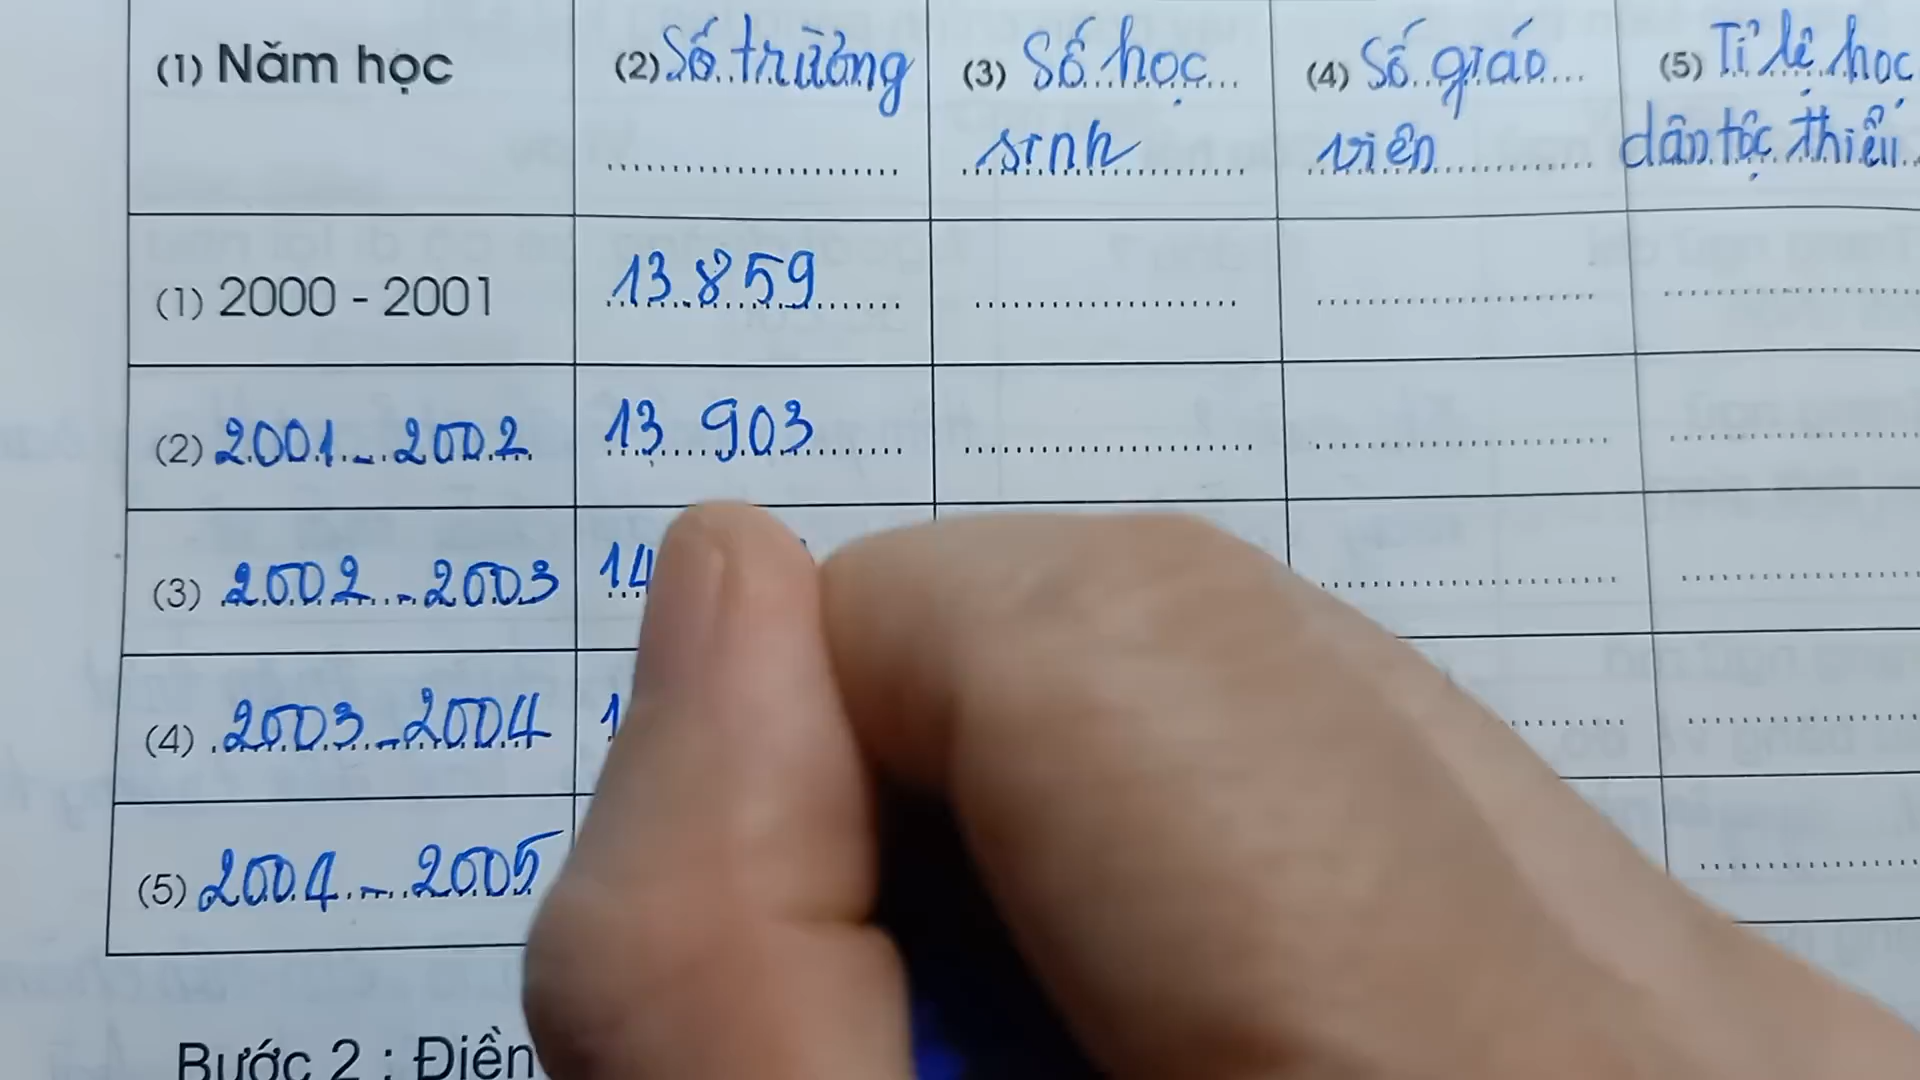 (1) Năm học
(2) Số trường
(3) Số học
sinh
(4) Số giáo
viên
(5) Tỉ lệ học
dân tộc thiểu
(1) 2000 - 2001
13 859
(2) 2001 - 2002
13 903
(3) 2002 - 2003
14
(4) 2003 - 2004
1
(5) 2004 - 2005
Bước 2 : Điền